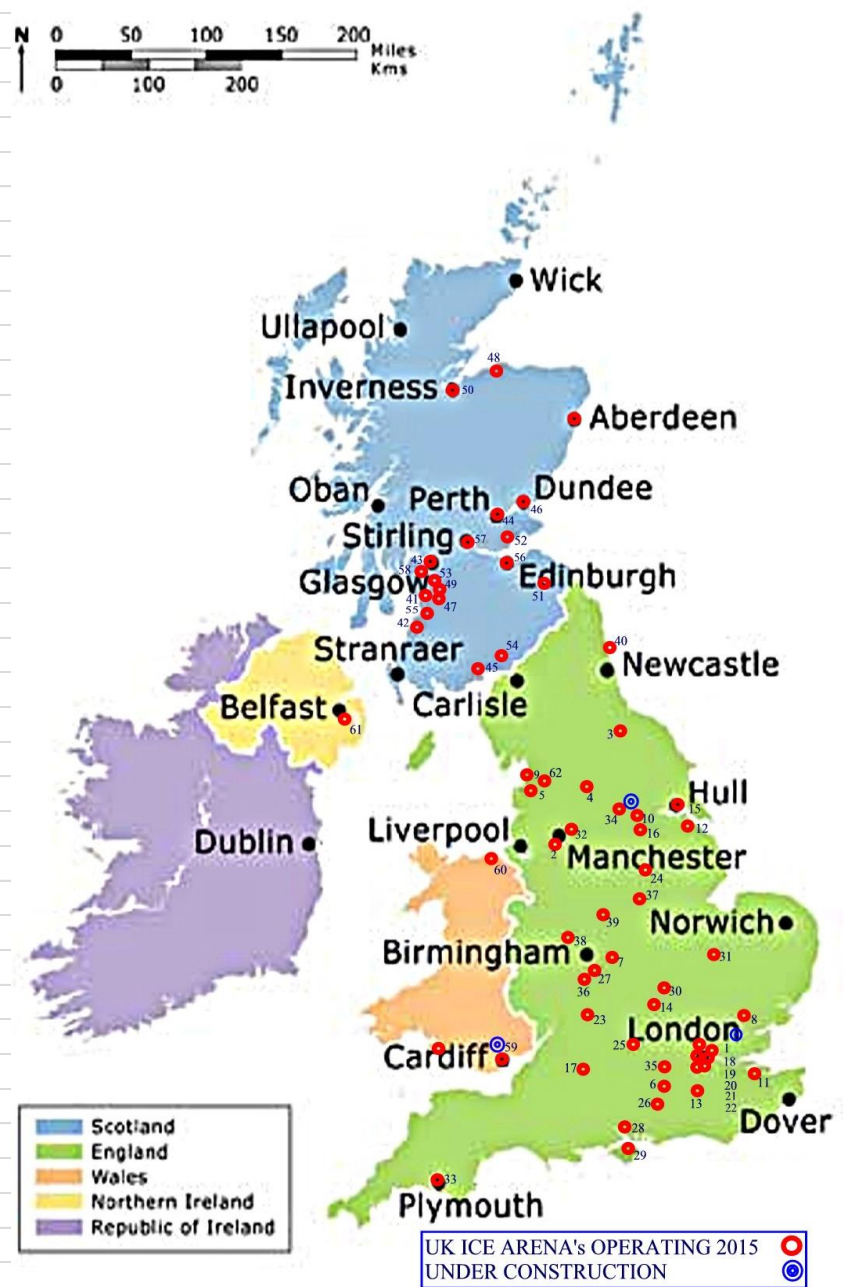 N 0 50 100 150 200 Miles
0 100 200 Kms
Wick
Ullapool
48
Inverness 50
Aberdeen
Oban
Perth
Dundee
44
46
Stirling
57
52
43
56
58
53
Glasgow
49
Edinburgh
41
47
51
55
42
Stranraer
54
40
45
Newcastle
Carlisle
Belfast
61
3
9
62
5
4
Hull
15
34
10
12
Dublin
Liverpool
32
16
2
Manchester
60
24
37
39
Norwich
38
Birmingham
7
31
27
36
30
14
23
8
London
25
1
Cardiff
59
18
17
35
19
11
6
20
13
21
26
22
Dover
28
29
33
Plymouth
Scotland
England
Wales
Northern Ireland
Republic of Ireland
UK ICE ARENA's OPERATING 2015
UNDER CONSTRUCTION